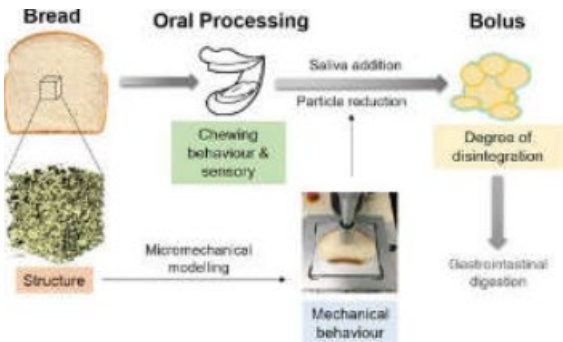 Bread
Oral Processing
Bolus
Saliva addition
Particle reduction
Chewing
behaviour &
sensory
Degree of
disintegration
Micromechanical
modelling
Structure
Mechanical
behaviour
Gastrointestinal
digestion